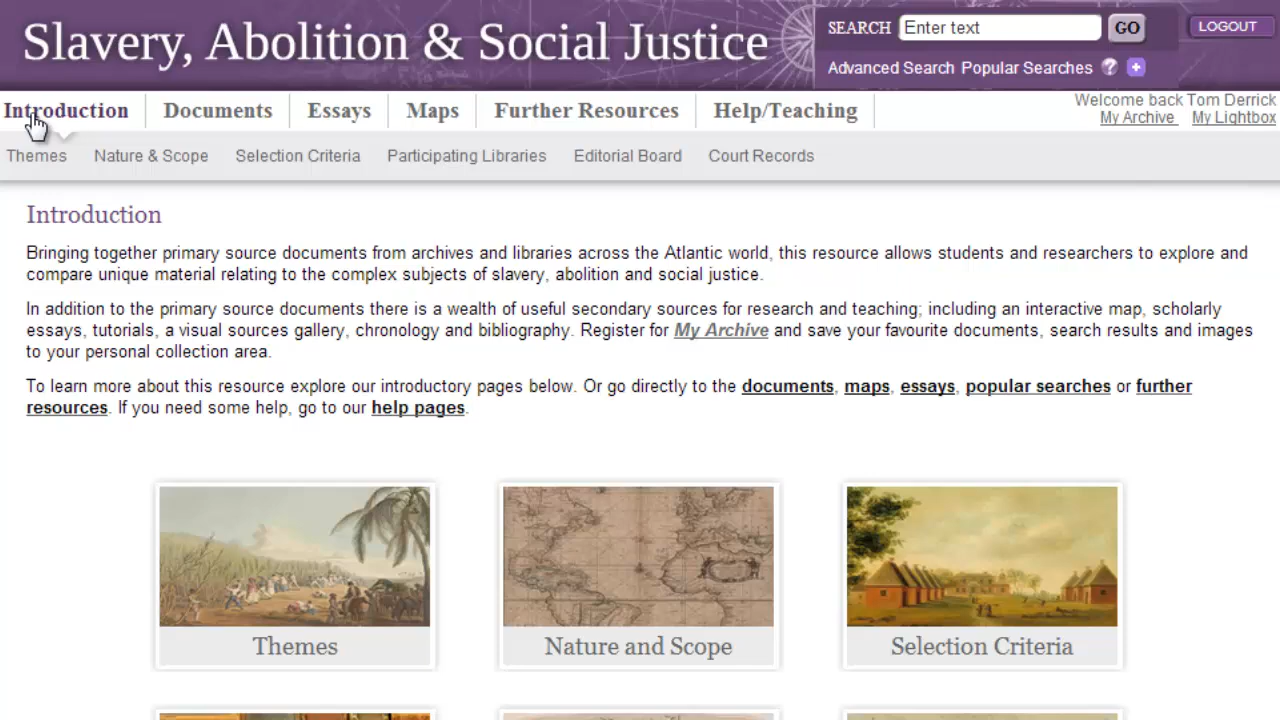 Slavery, Abolition & Social Justice
SEARCH Enter text GO LOGOUT
Advanced Search Popular Searches ? +
Introduction Documents Essays Maps Further Resources Help/Teaching
Welcome back Tom Derrick
My Archive My Lightbox
Themes Nature & Scope Selection Criteria Participating Libraries Editorial Board Court Records
Introduction
Bringing together primary source documents from archives and libraries across the Atlantic world, this resource allows students and researchers to explore and
compare unique material relating to the complex subjects of slavery, abolition and social justice.
In addition to the primary source documents there is a wealth of useful secondary sources for research and teaching; including an interactive map, scholarly
essays, tutorials, a visual sources gallery, chronology and bibliography. Register for My Archive and save your favourite documents, search results and images
to your personal collection area.
To learn more about this resource explore our introductory pages below. Or go directly to the documents, maps, essays, popular searches or further
resources. If you need some help, go to our help pages.
Themes Nature and Scope Selection Criteria